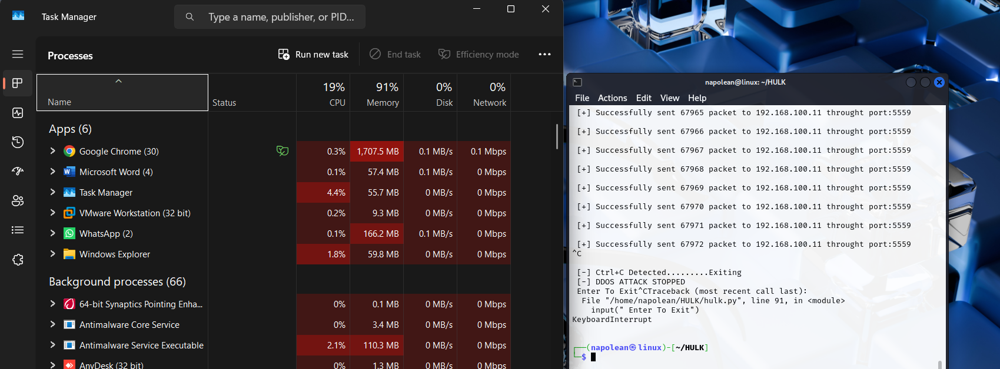 Task Manager
Type a name, publisher, or PID...
Processes
Run new task
End task
Efficiency mode
19% 91% 0% 0%
Name Status CPU Memory Disk Network
Apps (6)
Google Chrome (30) 0.3% 1,707.5 MB 0.1 MB/s 0.1 Mbps
Microsoft Word (4) 0.1% 57.4 MB 0.1 MB/s 0 Mbps
Task Manager 4.4% 55.7 MB 0 MB/s 0 Mbps
VMware Workstation (32 bit) 0.2% 9.3 MB 0 MB/s 0 Mbps
WhatsApp (2) 0.1% 166.2 MB 0.1 MB/s 0 Mbps
Windows Explorer 1.8% 59.8 MB 0 MB/s 0 Mbps
Background processes (66)
64-bit Synaptics Pointing Enha... 0% 0.1 MB 0 MB/s 0 Mbps
Antimalware Core Service 0% 3.4 MB 0 MB/s 0 Mbps
Antimalware Service Executable 2.1% 110.3 MB 0 MB/s 0 Mbps
AnyDesk (32 bit) 0% 1.3 MB 0 MB/s 0 Mbps
napolean@linux: ~/HULK
File Actions Edit View Help
[+] Successfully sent 67965 packet to 192.168.100.11 throught port:5559
[+] Successfully sent 67966 packet to 192.168.100.11 throught port:5559
[+] Successfully sent 67967 packet to 192.168.100.11 throught port:5559
[+] Successfully sent 67968 packet to 192.168.100.11 throught port:5559
[+] Successfully sent 67969 packet to 192.168.100.11 throught port:5559
[+] Successfully sent 67970 packet to 192.168.100.11 throught port:5559
[+] Successfully sent 67971 packet to 192.168.100.11 throught port:5559
[+] Successfully sent 67972 packet to 192.168.100.11 throught port:5559
^C
[-] Ctrl+C Detected.........Exiting
[-] DDOS ATTACK STOPPED
Enter To Exit^CTraceback (most recent call last):
File "/home/napolean/HULK/hulk.py", line 91, in <module>
input(" Enter To Exit")
KeyboardInterrupt
┌──(napolean㉿linux)-[~/HULK]
└─$